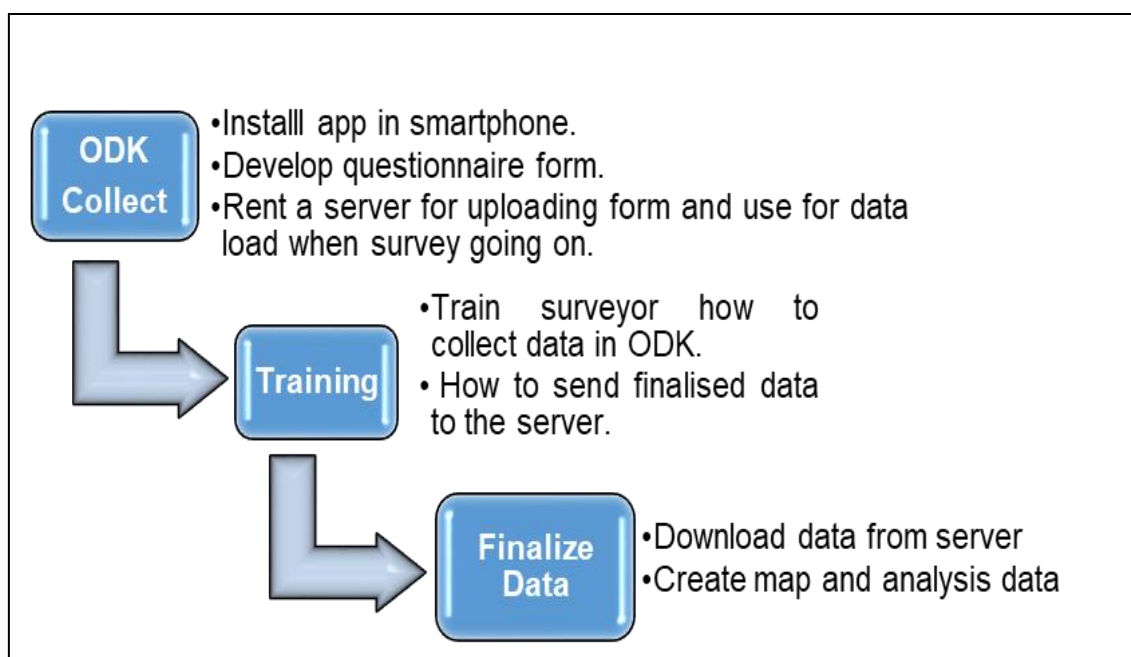 ODK
Collect
•Installl app in smartphone.
•Develop questionnaire form.
•Rent a server for uploading form and use for data
load when survey going on.
Training
•Train surveyor how to
collect data in ODK.
• How to send finalised data
to the server.
Finalize
Data
•Download data from server
•Create map and analysis data